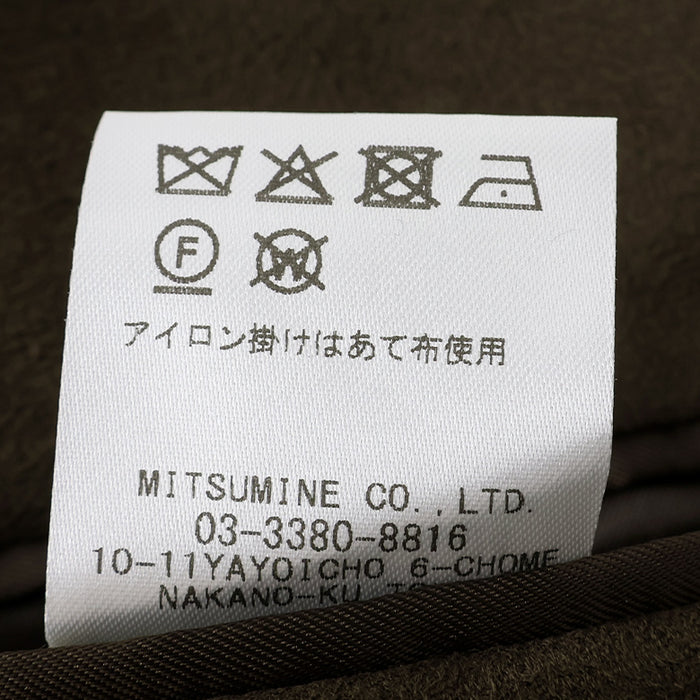 F W
アイロン掛けはあて布使用
MITSUMINE CO.,LTD.
03-3380-8816
10-11YAYOICHO 6-CHOME
NAKANO-KU